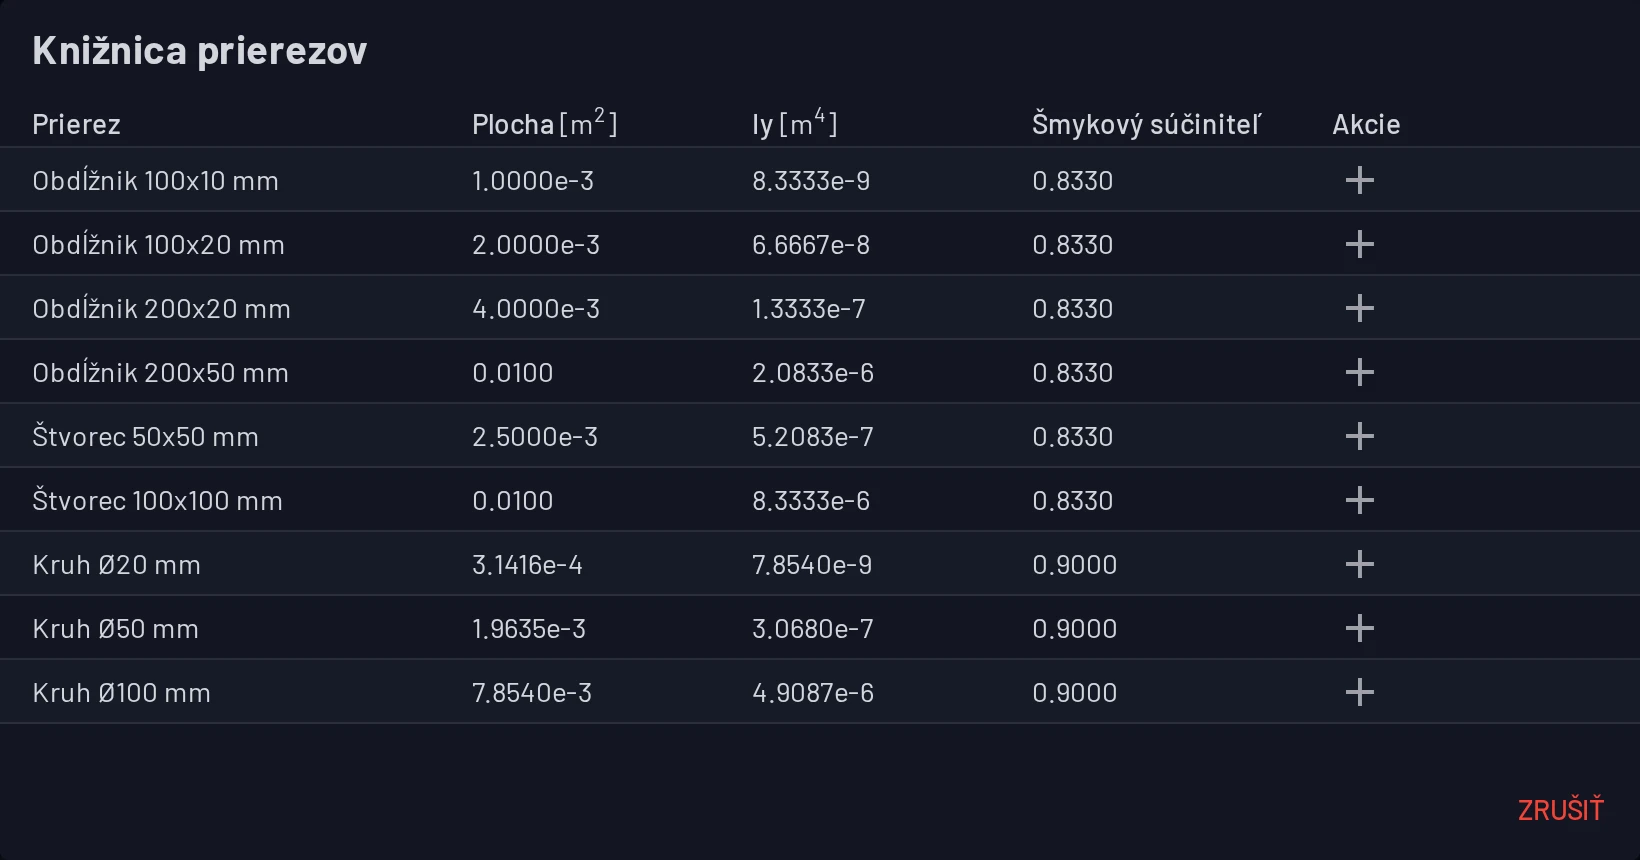 Knižnica prierezov
Prierez Plocha [m²] Iy [m⁴] Šmykový súčiniteľ Akcie
Obdĺžnik 100x10 mm 1.0000e-3 8.3333e-9 0.8330
Obdĺžnik 100x20 mm 2.0000e-3 6.6667e-8 0.8330
Obdĺžnik 200x20 mm 4.0000e-3 1.3333e-7 0.8330
Obdĺžnik 200x50 mm 0.0100 2.0833e-6 0.8330
Štvorec 50x50 mm 2.5000e-3 5.2083e-7 0.8330
Štvorec 100x100 mm 0.0100 8.3333e-6 0.8330
Kruh Ø20 mm 3.1416e-4 7.8540e-9 0.9000
Kruh Ø50 mm 1.9635e-3 3.0680e-7 0.9000
Kruh Ø100 mm 7.8540e-3 4.9087e-6 0.9000
ZRUŠIŤ